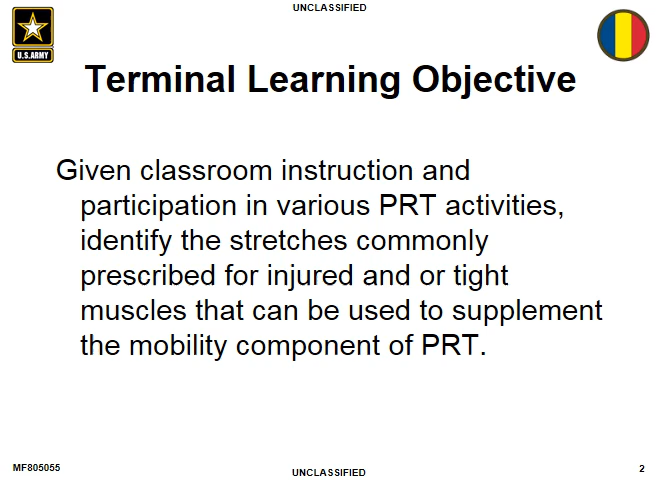 UNCLASSIFIED
U.S.ARMY
Terminal Learning Objective
Given classroom instruction and
participation in various PRT activities,
identify the stretches commonly
prescribed for injured and or tight
muscles that can be used to supplement
the mobility component of PRT.
MF805055
UNCLASSIFIED
2